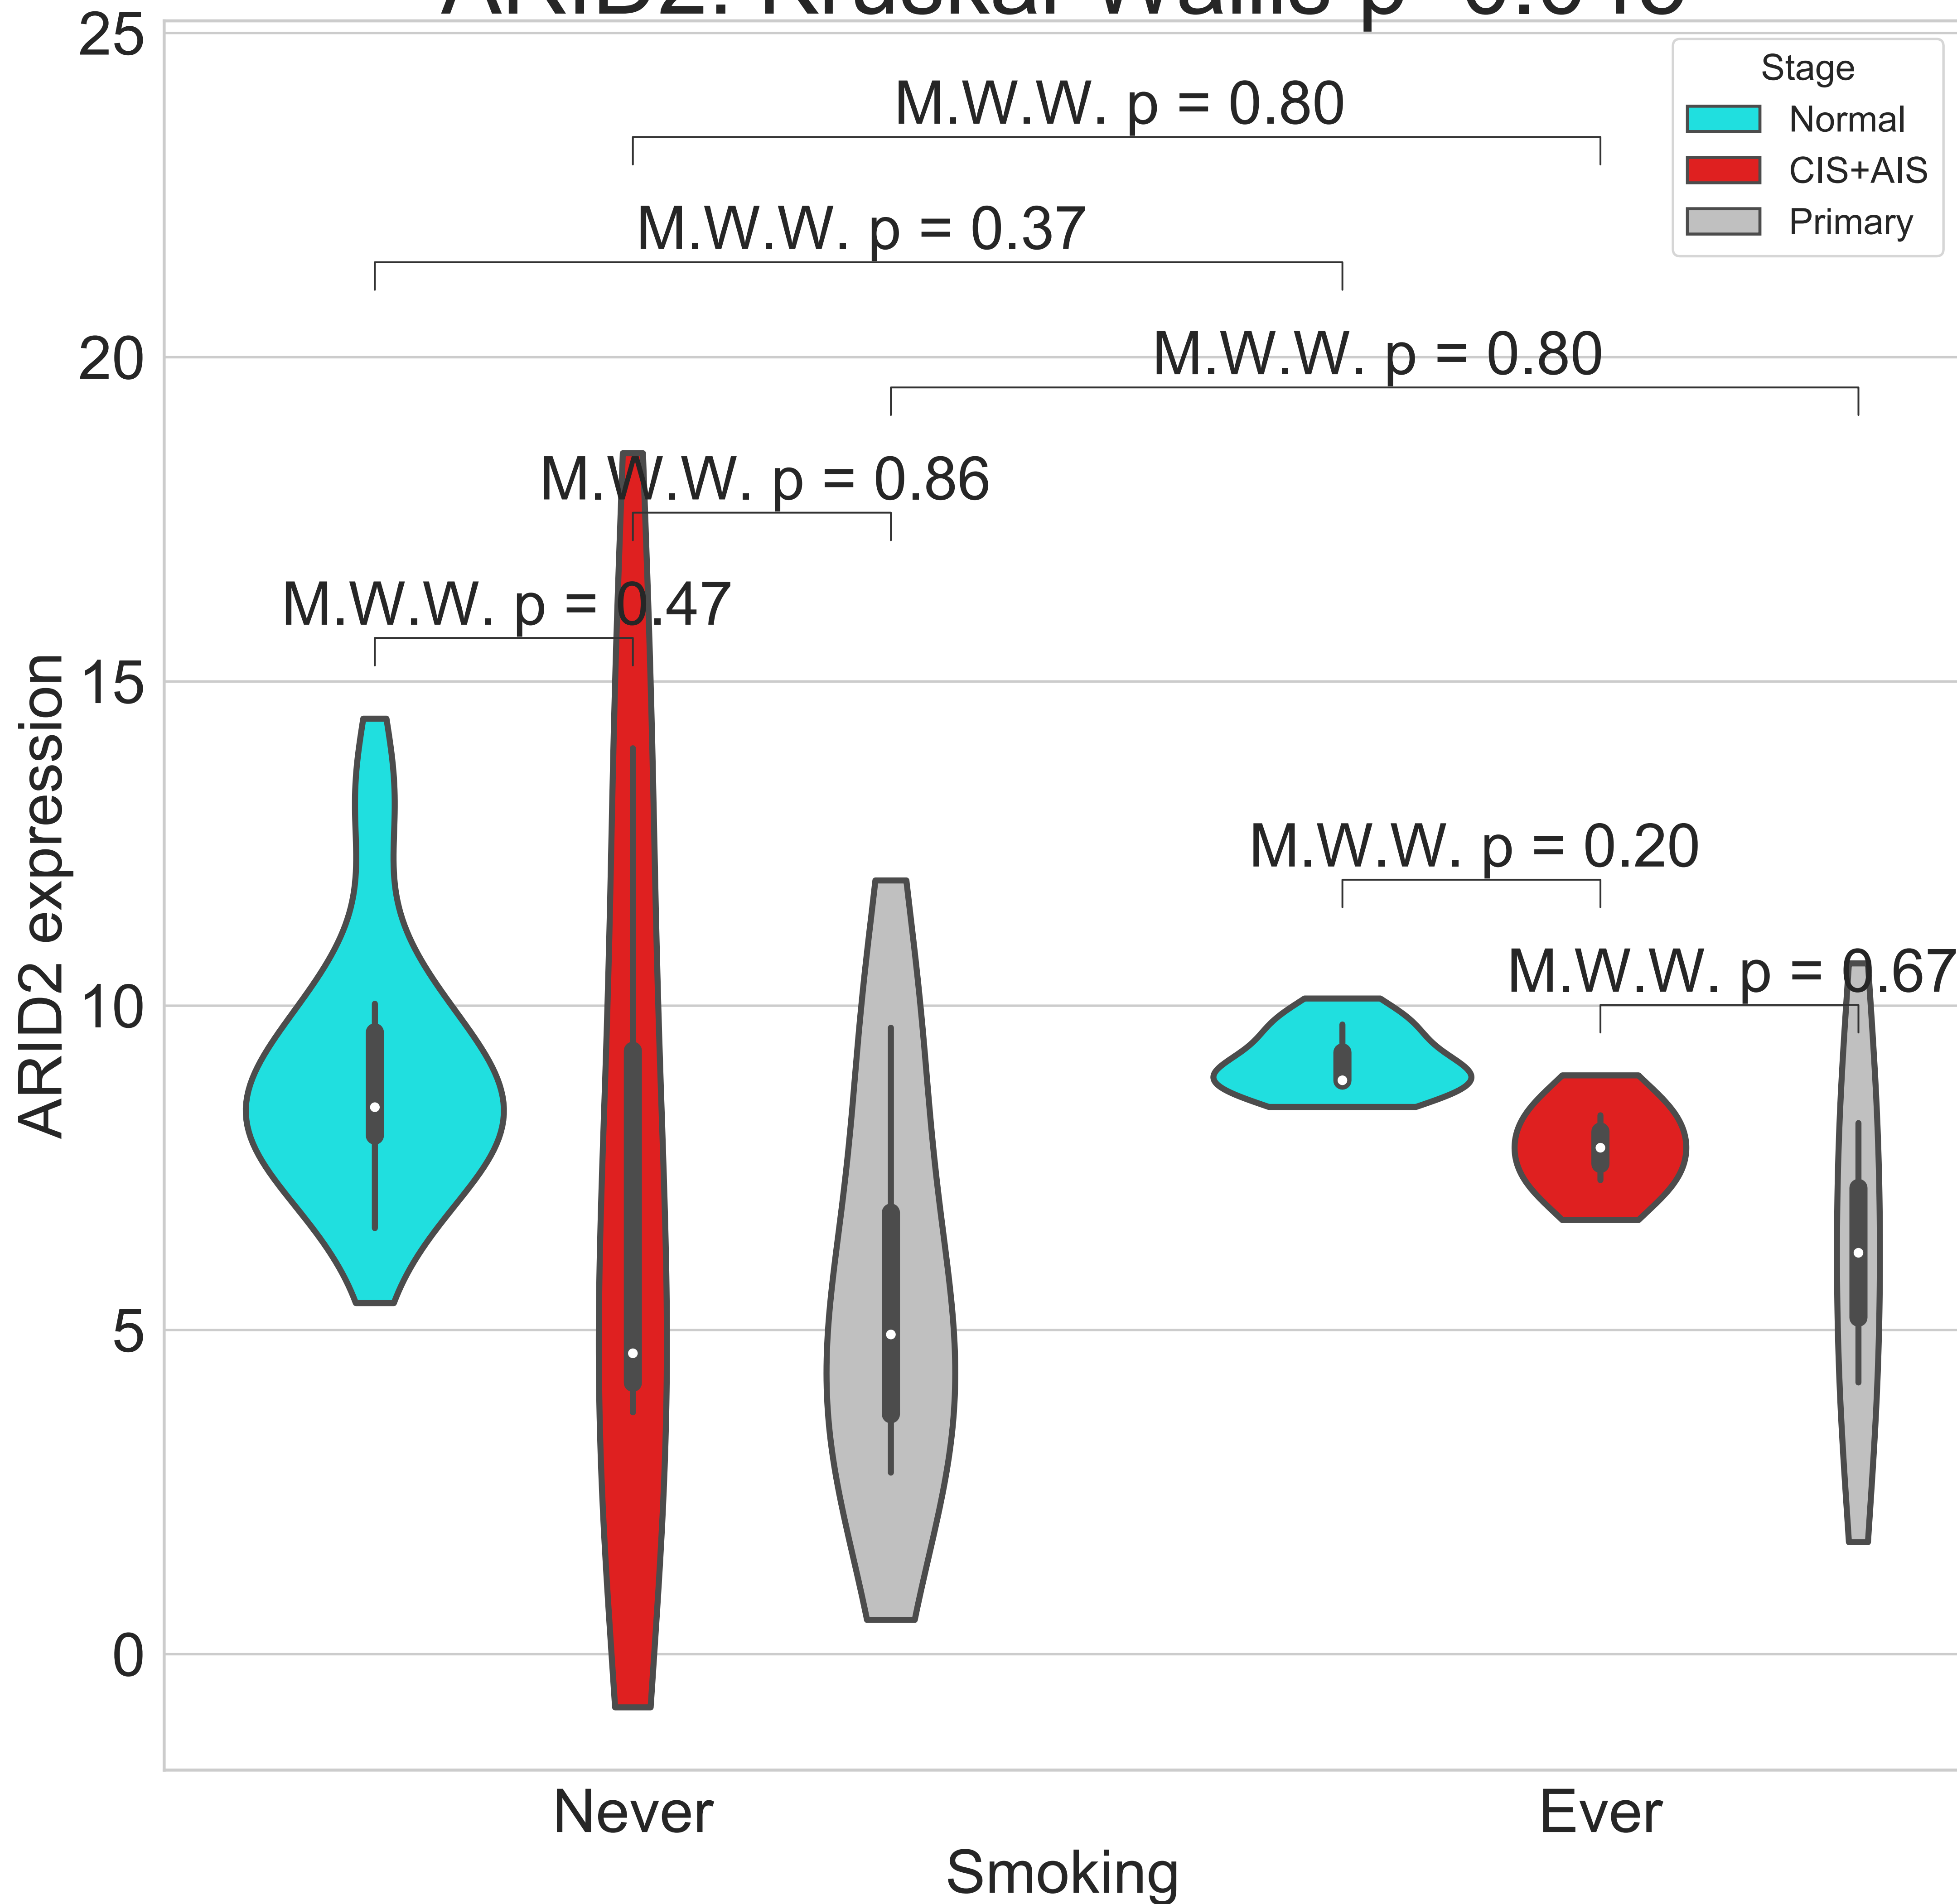 25
Stage
Normal
CIS+AIS
Primary
M.W.W. p = 0.80
M.W.W. p = 0.37
20
M.W.W. p = 0.80
M.W.W. p = 0.86
M.W.W. p = 0.47
15
M.W.W. p = 0.20
M.W.W. p = 0.67
10
ARID2 expression
5
0
Never
Ever
Smoking